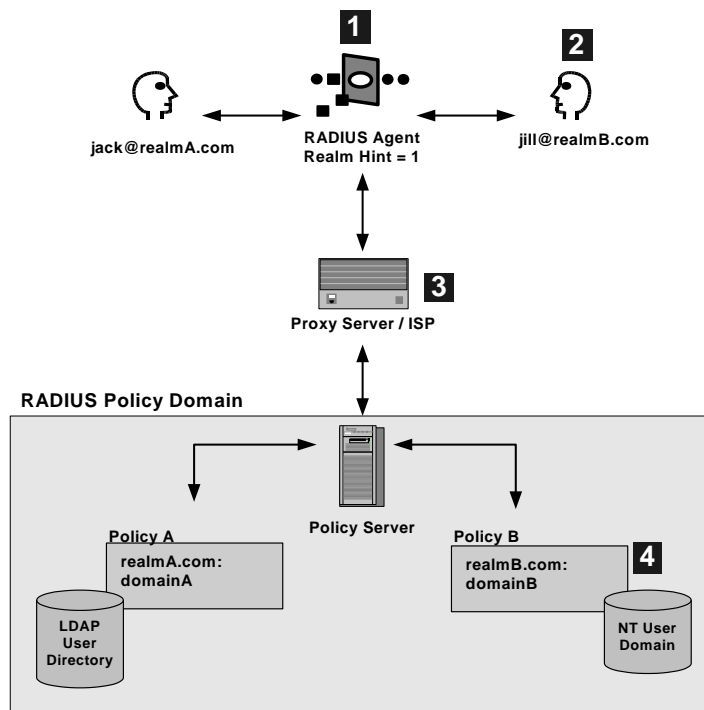 1
2
jack@realmA.com
RADIUS Agent
Realm Hint = 1
jill@realmB.com
3
Proxy Server / ISP
RADIUS Policy Domain
Policy Server
Policy A
realmA.com:
domainA
LDAP
User
Directory
Policy B
4
realmB.com:
domainB
NT User
Domain